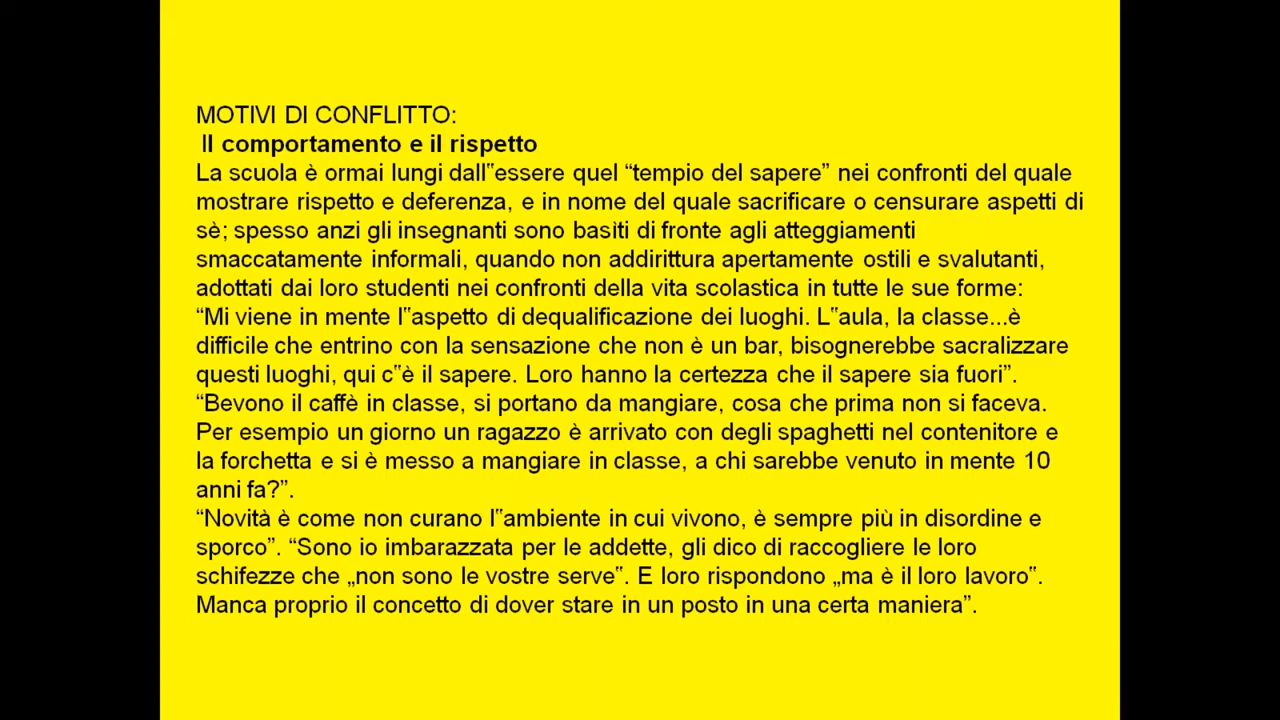 MOTIVI DI CONFLITTO:
Il comportamento e il rispetto
La scuola è ormai lungi dall‟essere quel “tempio del sapere” nei confronti del quale
mostrare rispetto e deferenza, e in nome del quale sacrificare o censurare aspetti di
sè; spesso anzi gli insegnanti sono basìti di fronte agli atteggiamenti
smaccatamente informali, quando non addirittura apertamente ostili e svalutanti,
adottati dai loro studenti nei confronti della vita scolastica in tutte le sue forme:
“Mi viene in mente l‟aspetto di dequalificazione dei luoghi. L‟aula, la classe...è
difficile che entrino con la sensazione che non è un bar, bisognerebbe sacralizzare
questi luoghi, qui c‟è il sapere. Loro hanno la certezza che il sapere sia fuori”.
“Bevono il caffè in classe, si portano da mangiare, cosa che prima non si faceva.
Per esempio un giorno un ragazzo è arrivato con degli spaghetti nel contenitore e
la forchetta e si è messo a mangiare in classe, a chi sarebbe venuto in mente 10
anni fa?”.
“Novità è come non curano l‟ambiente in cui vivono, è sempre più in disordine e
sporco”. “Sono io imbarazzata per le addette, gli dico di raccogliere le loro
schifezze che „non sono le vostre serve‟. E loro rispondono „ma è il loro lavoro‟.
Manca proprio il concetto di dover stare in un posto in una certa maniera”.